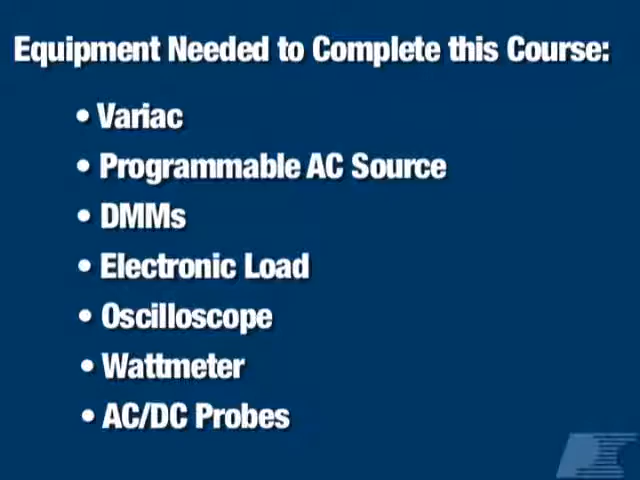 Equipment Needed to Complete this Course:
• Variac
• Programmable AC Source
• DMMs
• Electronic Load
• Oscilloscope
• Wattmeter
• AC/DC Probes